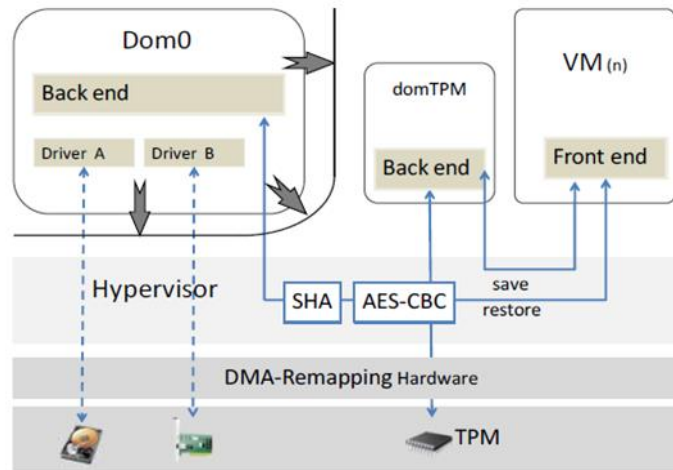 Dom0
Back end
Driver A
Driver B
domTPM
Back end
VM (n)
Front end
Hypervisor
SHA
AES-CBC
save
restore
DMA-Remapping Hardware
TPM